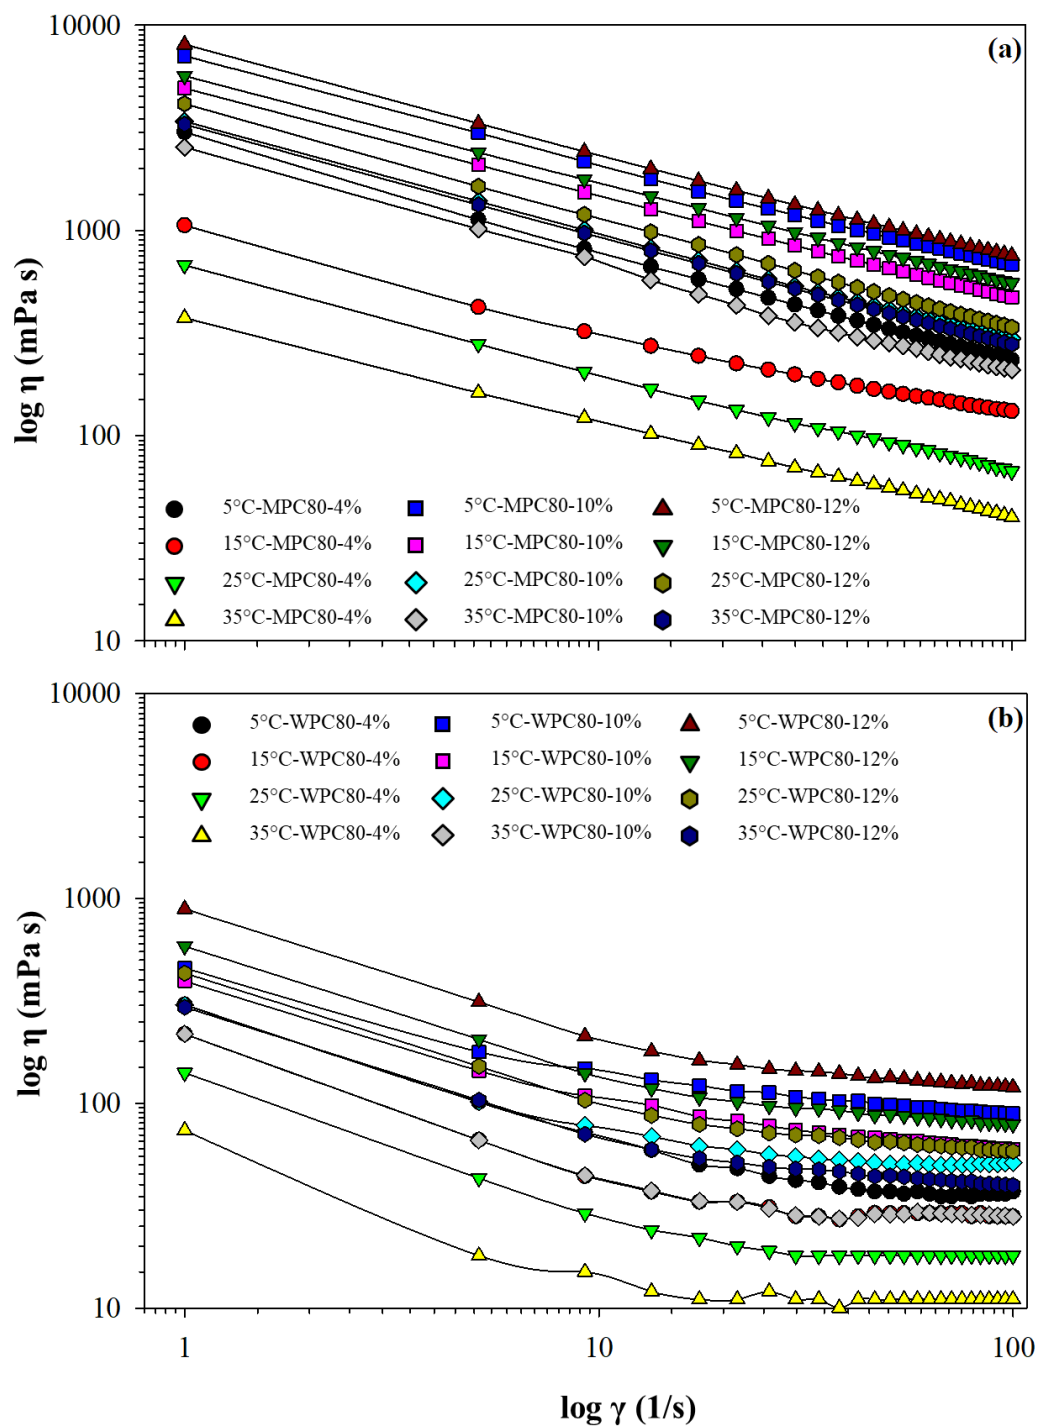 10000
(a)
1000
log η (mPa s)
100
5°C-MPC80-4% 5°C-MPC80-10% 5°C-MPC80-12%
15°C-MPC80-4% 15°C-MPC80-10% 15°C-MPC80-12%
25°C-MPC80-4% 25°C-MPC80-10% 25°C-MPC80-12%
35°C-MPC80-4% 35°C-MPC80-10% 35°C-MPC80-12%
10
10000
(b)
5°C-WPC80-4% 5°C-WPC80-10% 5°C-WPC80-12%
15°C-WPC80-4% 15°C-WPC80-10% 15°C-WPC80-12%
25°C-WPC80-4% 25°C-WPC80-10% 25°C-WPC80-12%
35°C-WPC80-4% 35°C-WPC80-10% 35°C-WPC80-12%
1000
log η (mPa s)
100
10
1 10 100
log γ (1/s)